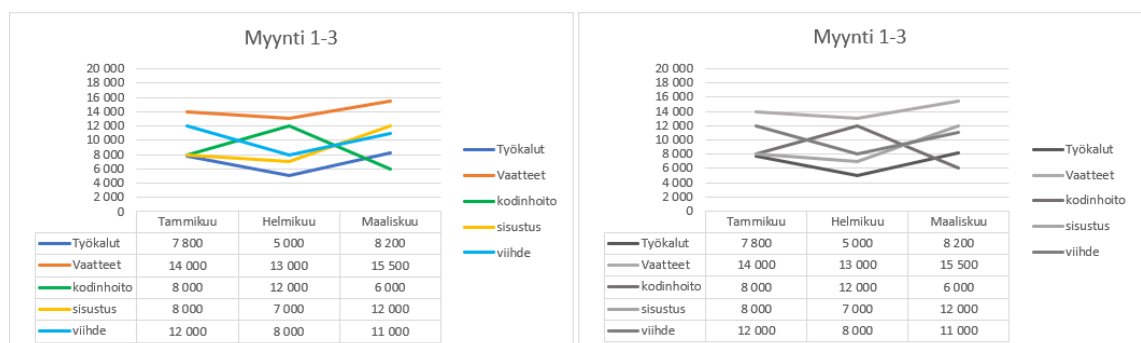 Myynti 1-3
20 000
18 000
16 000
14 000
12 000
10 000
8 000
6 000
4 000
2 000
0
Tammikuu Helmikuu Maaliskuu
Työkalut 7 800 5 000 8 200
Vaatteet 14 000 13 000 15 500
kodinhoito 8 000 12 000 6 000
sisustus 8 000 7 000 12 000
viihde 12 000 8 000 11 000
Työkalut
Vaatteet
kodinhoito
sisustus
viihde
Myynti 1-3
20 000
18 000
16 000
14 000
12 000
10 000
8 000
6 000
4 000
2 000
0
Tammikuu Helmikuu Maaliskuu
Työkalut 7 800 5 000 8 200
Vaatteet 14 000 13 000 15 500
kodinhoito 8 000 12 000 6 000
sisustus 8 000 7 000 12 000
viihde 12 000 8 000 11 000
Työkalut
Vaatteet
kodinhoito
sisustus
viihde